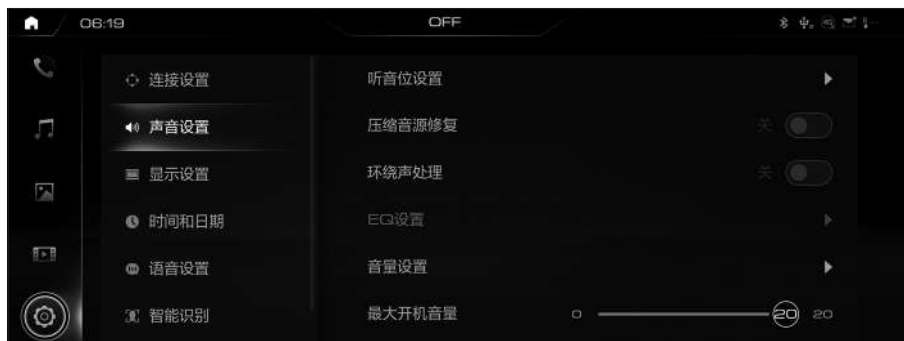 06:19
OFF
4G
连接设置
声音设置
显示设置
时间和日期
语音设置
智能识别
听音位设置
压缩音源修复
关
环绕声处理
关
EQ设置
音量设置
最大开机音量
0
20
20